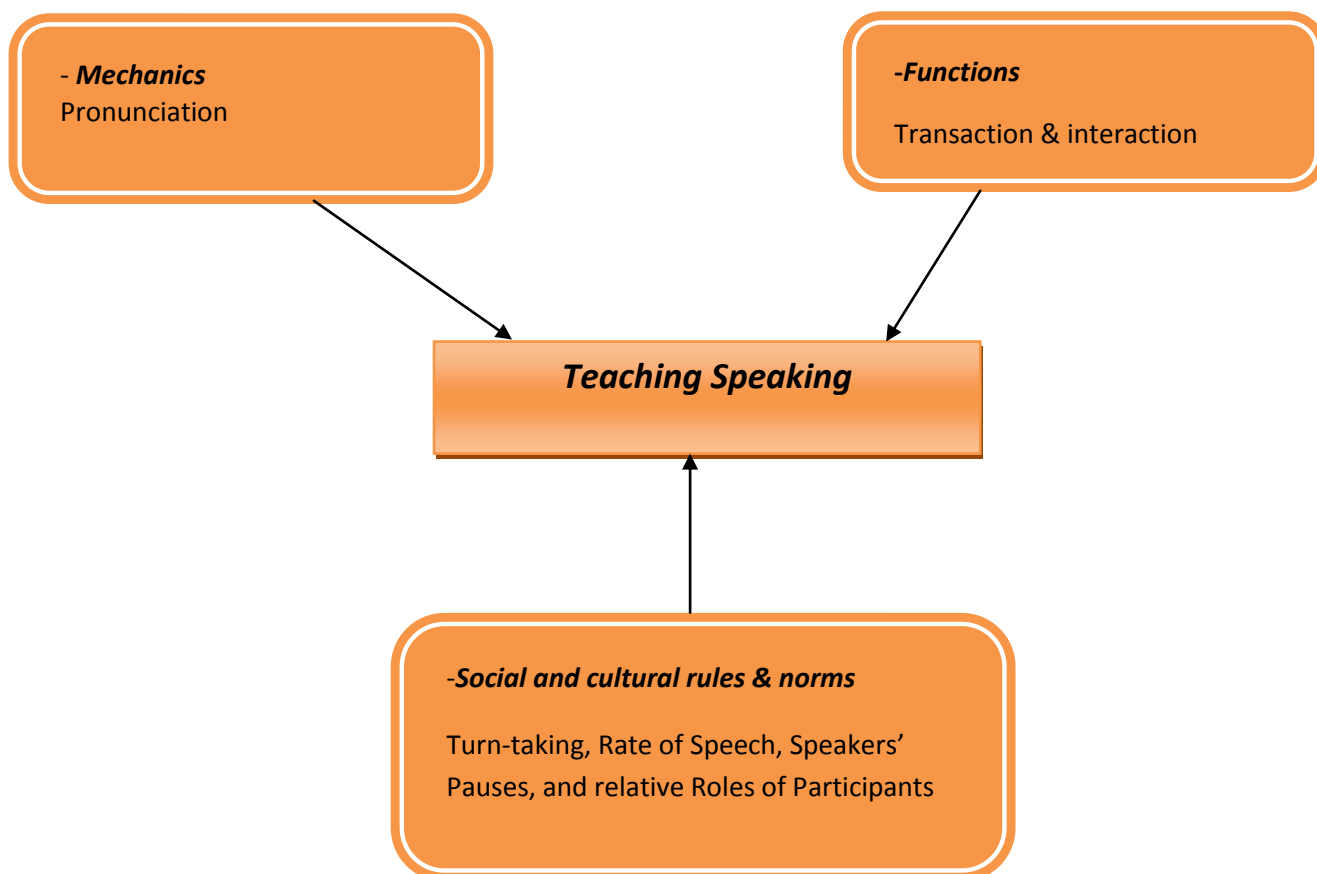 - Mechanics
Pronunciation
-Functions
Transaction & interaction
Teaching Speaking
-Social and cultural rules & norms
Turn-taking, Rate of Speech, Speakers’
Pauses, and relative Roles of Participants